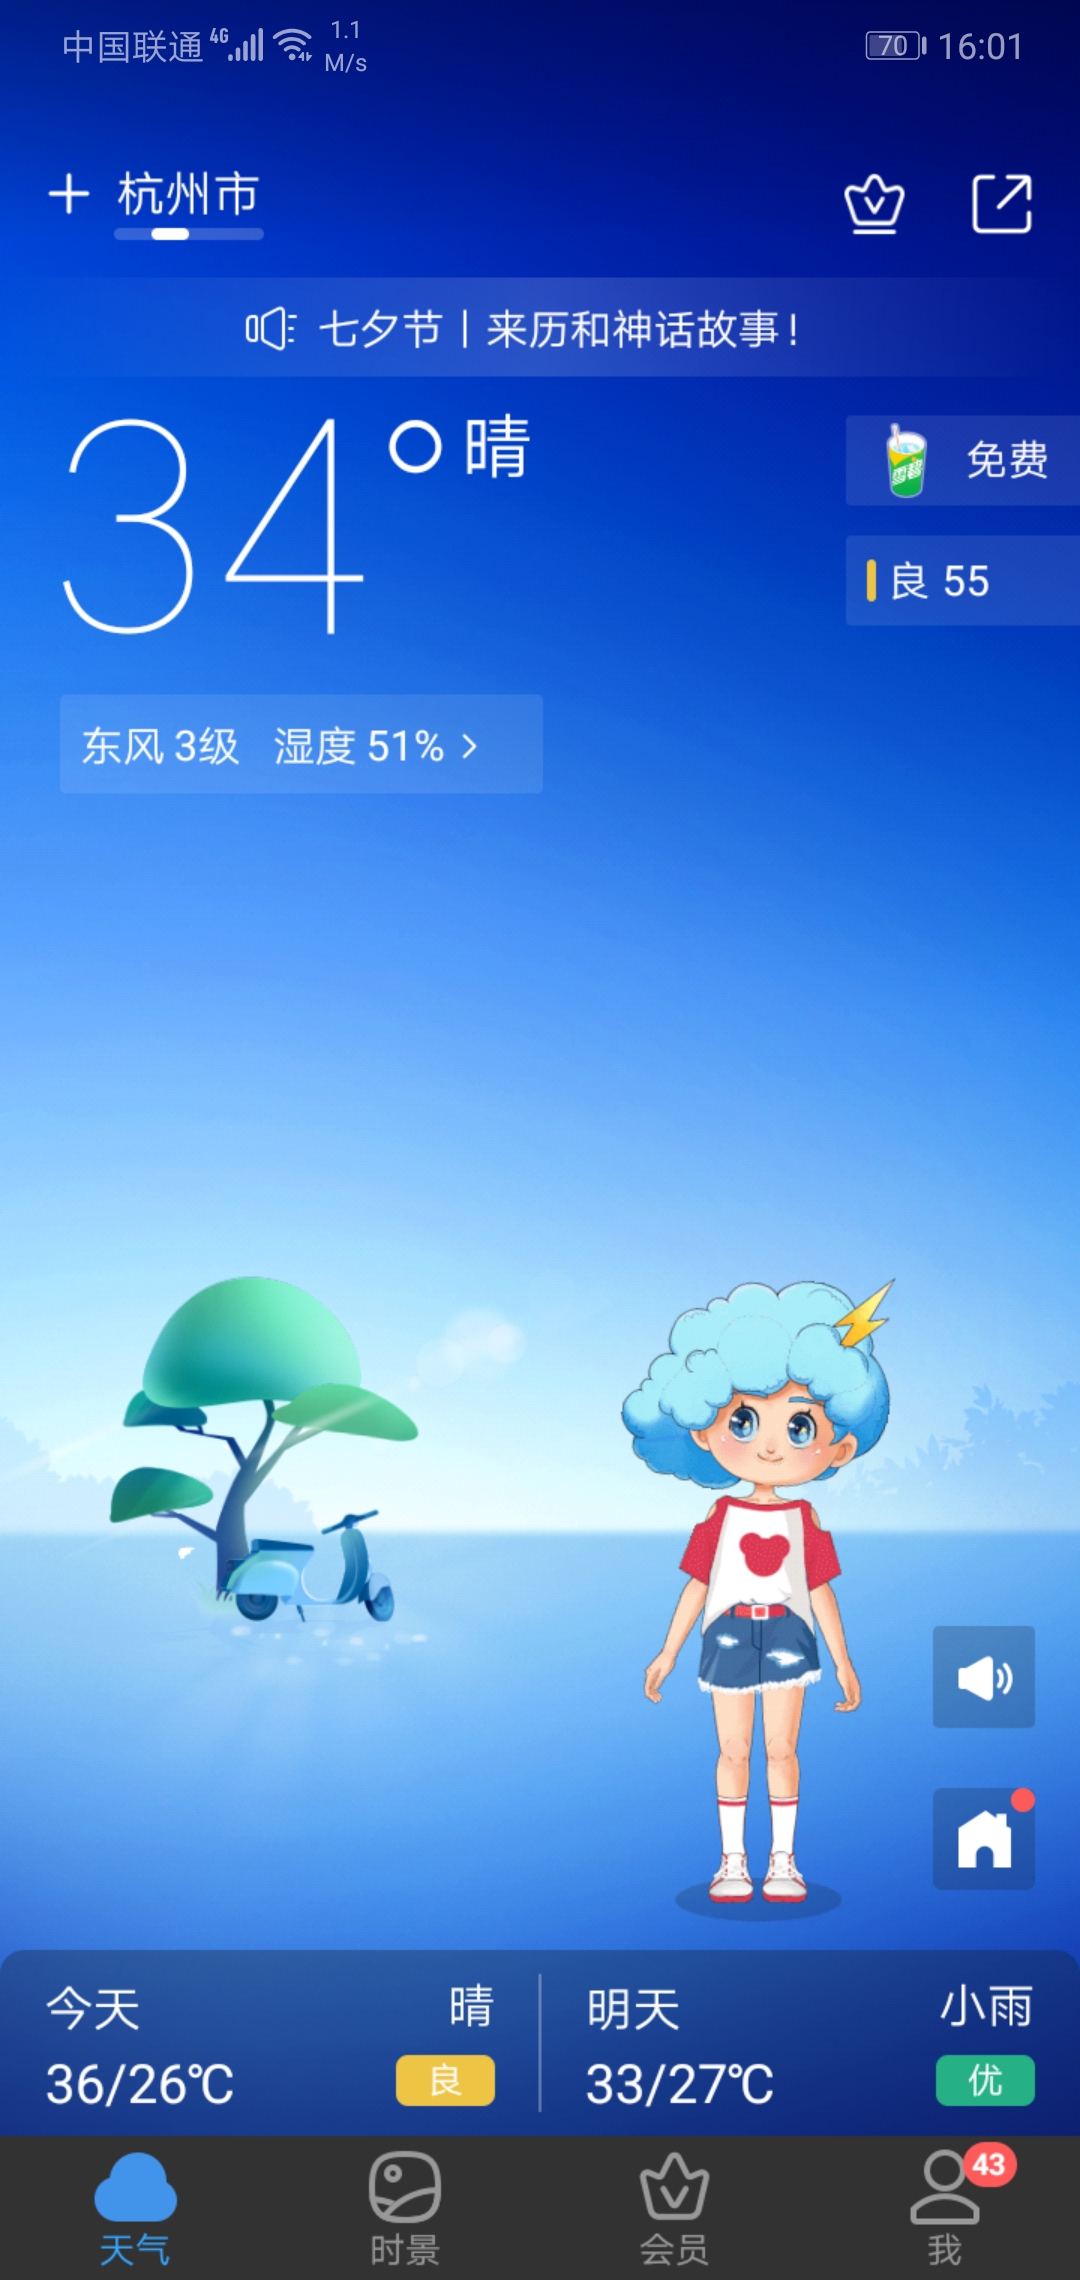 中国联通 4G 1.1 M/s 70 16:01
杭州市
七夕节丨来历和神话故事!
34°晴
雪碧 免费
良 55
东风 3级 湿度 51%
今天 晴 明天 小雨
36/26℃ 良 33/27℃ 优
43
天气 时景 会员 我